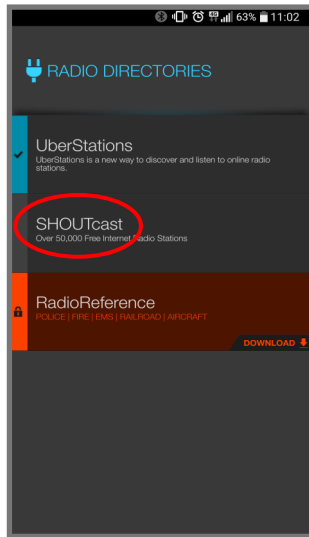 63% 11:02
RADIO DIRECTORIES
UberStations
UberStations is a new way to discover and listen to online radio
stations.
SHOUTcast
Over 50,000 Free Internet Radio Stations
RadioReference
POLICE | FIRE | EMS | RAILROAD | AIRCRAFT
DOWNLOAD